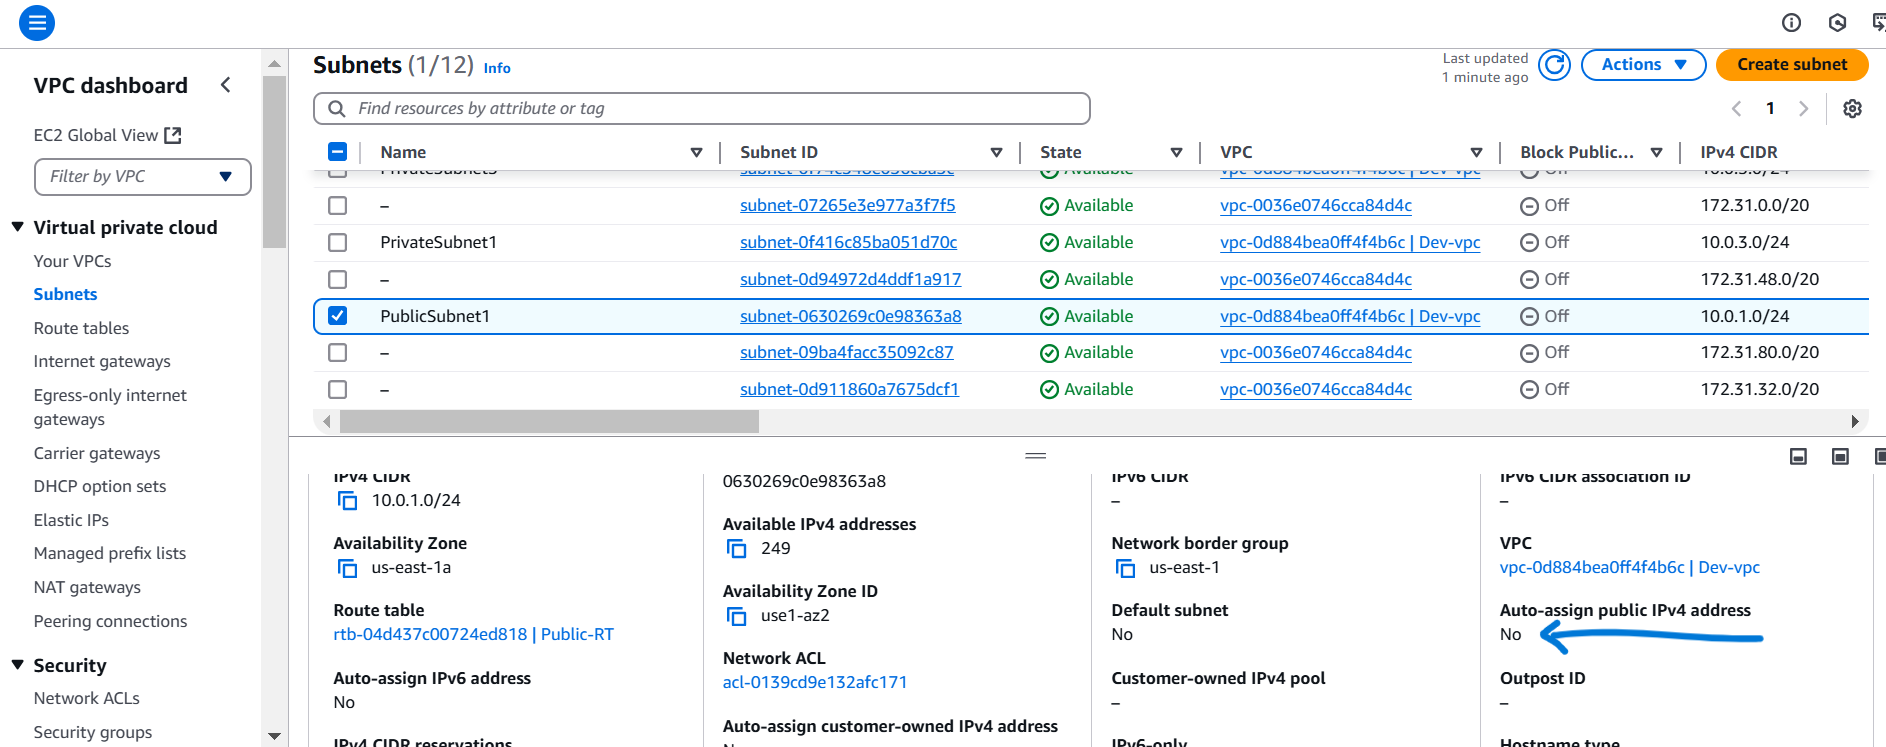 VPC dashboard
EC2 Global View
Filter by VPC
Virtual private cloud
Your VPCs
Subnets
Route tables
Internet gateways
Egress-only internet
gateways
Carrier gateways
DHCP option sets
Elastic IPs
Managed prefix lists
NAT gateways
Peering connections
Security
Network ACLs
Security groups
Subnets (1/12) Info
Last updated
1 minute ago
Actions
Create subnet
Find resources by attribute or tag
1
Name Subnet ID State VPC Block Public... IPv4 CIDR
– subnet-07265e3e977a3f7f5 Available vpc-0036e0746cca84d4c Off 172.31.0.0/20
PrivateSubnet1 subnet-0f416c85ba051d70c Available vpc-0d884bea0ff4f4b6c | Dev-vpc Off 10.0.3.0/24
– subnet-0d94972d4ddf1a917 Available vpc-0036e0746cca84d4c Off 172.31.48.0/20
PublicSubnet1 subnet-0630269c0e98363a8 Available vpc-0d884bea0ff4f4b6c | Dev-vpc Off 10.0.1.0/24
– subnet-09ba4facc35092c87 Available vpc-0036e0746cca84d4c Off 172.31.80.0/20
– subnet-0d911860a7675dcf1 Available vpc-0036e0746cca84d4c Off 172.31.32.0/20
IPv4 CIDR
10.0.1.0/24
Availability Zone
us-east-1a
Route table
rtb-04d437c00724ed818 | Public-RT
Auto-assign IPv6 address
No
IPv4 CIDR reservations
0630269c0e98363a8
Available IPv4 addresses
249
Availability Zone ID
use1-az2
Network ACL
acl-0139cd9e132afc171
Auto-assign customer-owned IPv4 address
IPv6 CIDR
–
Network border group
us-east-1
Default subnet
No
Customer-owned IPv4 pool
–
IPv6-only
IPv6 CIDR association ID
–
VPC
vpc-0d884bea0ff4f4b6c | Dev-vpc
Auto-assign public IPv4 address
No
Outpost ID
–
Hostname type